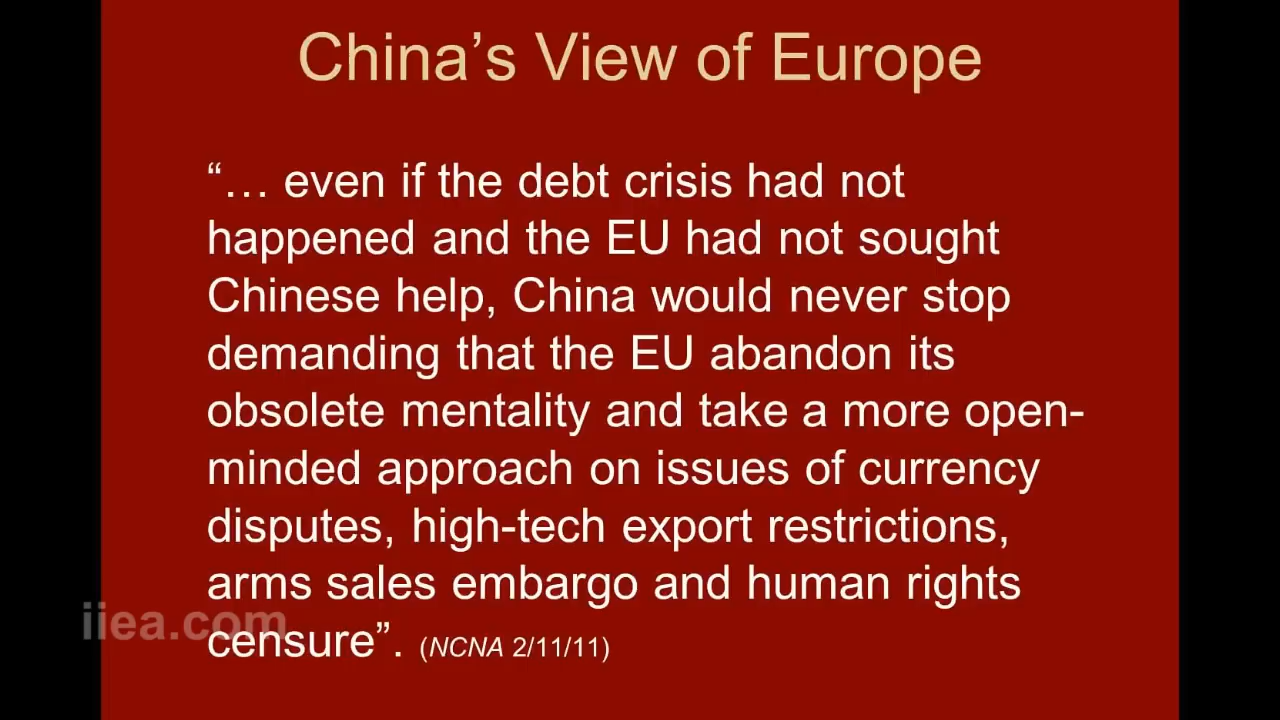 China’s View of Europe
“… even if the debt crisis had not
happened and the EU had not sought
Chinese help, China would never stop
demanding that the EU abandon its
obsolete mentality and take a more open-
minded approach on issues of currency
disputes, high-tech export restrictions,
arms sales embargo and human rights
censure”. (NCNA 2/11/11)
iiea.com